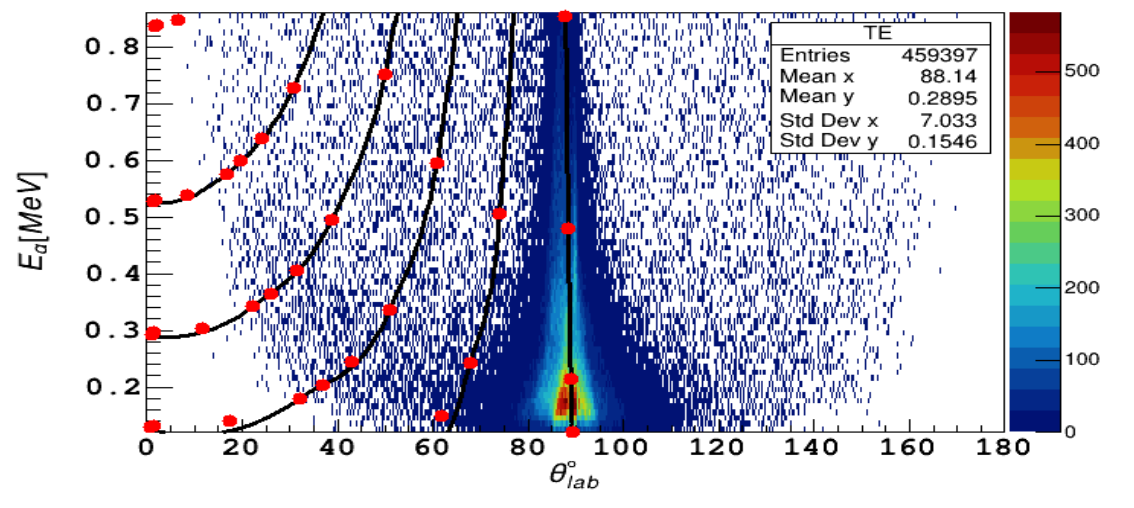 TE
Entries 459397
Mean x 88.14
Mean y 0.2895
Std Dev x 7.033
Std Dev y 0.1546
0.8
0.7
0.6
0.5
0.4
0.3
0.2
E_a[MeV]
0 20 40 60 80 100 120 140 160 180
θ°_lab
500
400
300
200
100
0